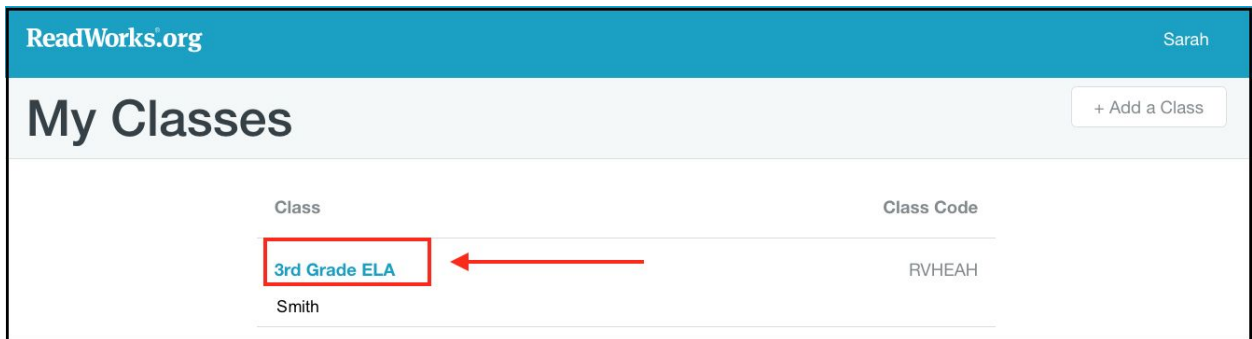 ReadWorks®.org
Sarah
My Classes
+ Add a Class
Class
Class Code
3rd Grade ELA
RVHEAH
Smith